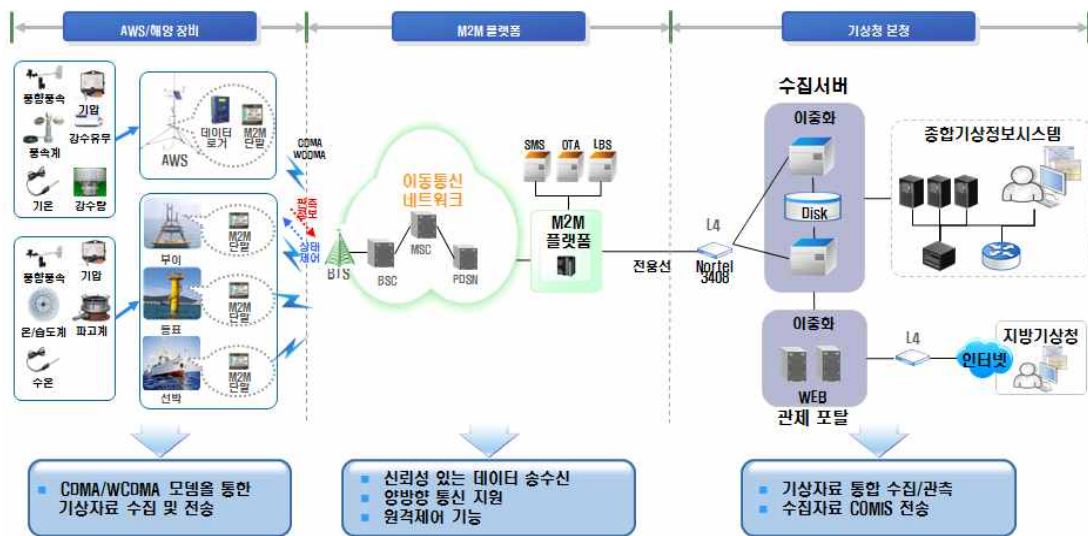 AWS/해양 장비
M2M 플랫폼
기상청 본청
풍향풍속
기압
풍속계
강수유무
기온
강수량
AWS
데이터
로거
M2M
단말
CDMA
WCDMA
상태
제어
풍향풍속
기압
온/습도계
파고계
수온
부이
M2M
단말
등표
M2M
단말
선박
M2M
단말
이동통신
네트워크
BTS
BSC
MSC
PDSN
SMS
OTA
LBS
M2M
플랫폼
전용선
L4
Nortel
3408
수집서버
이중화
Disk
종합기상정보시스템
이중화
WEB
관제 포탈
L4
인터넷
지방기상청
CDMA/WCDMA 모뎀을 통한
기상자료 수집 및 전송
신뢰성 있는 데이터 송수신
양방향 통신 지원
원격제어 기능
기상자료 통합 수집/관측
수집자료 COMIS 전송